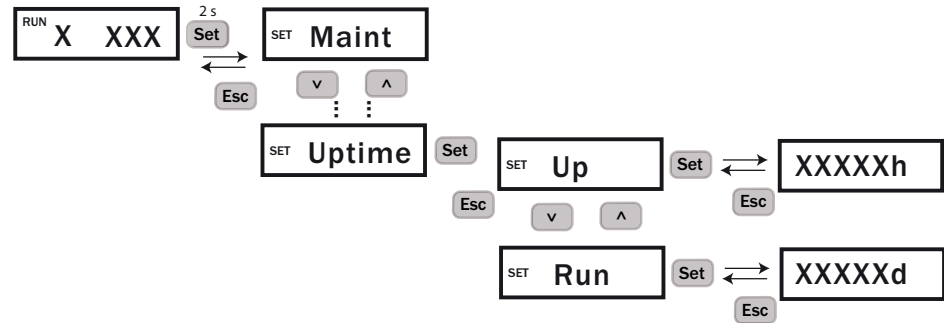 2 s
RUN X XXX Set SET Maint
Esc ˅ ˄
SET Uptime Set SET Up Set XXXXXh
Esc ˅ ˄ Esc
SET Run Set XXXXXd
Esc